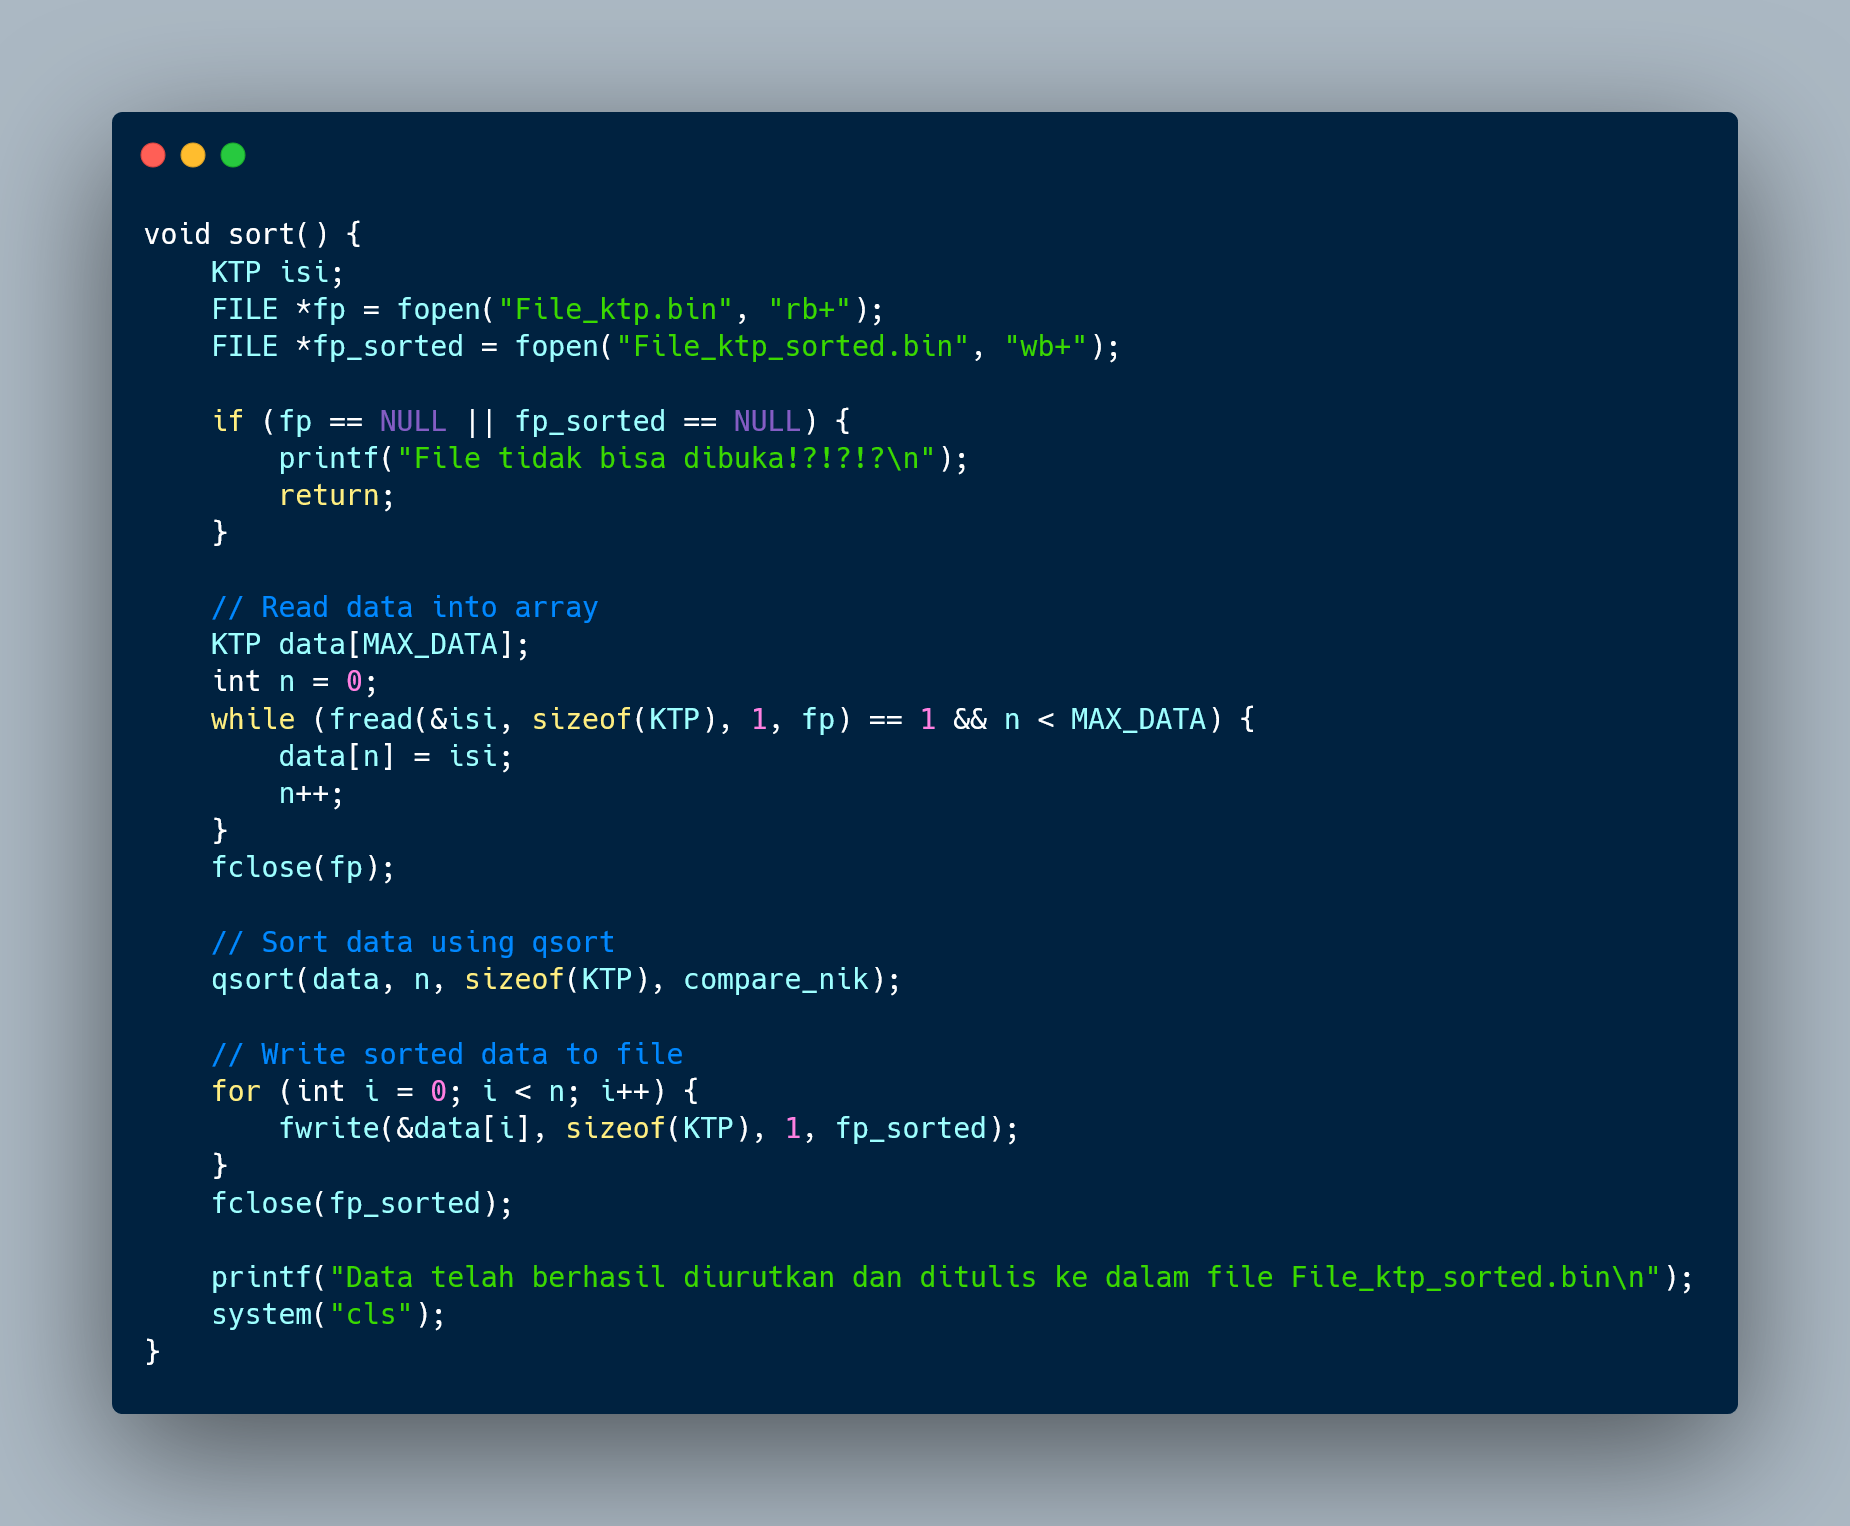 void sort() {
    KTP isi;
    FILE *fp = fopen("File_ktp.bin", "rb+");
    FILE *fp_sorted = fopen("File_ktp_sorted.bin", "wb+");

    if (fp == NULL || fp_sorted == NULL) {
        printf("File tidak bisa dibuka!?!?!?\n");
        return;
    }

    // Read data into array
    KTP data[MAX_DATA];
    int n = 0;
    while (fread(&isi, sizeof(KTP), 1, fp) == 1 && n < MAX_DATA) {
        data[n] = isi;
        n++;
    }
    fclose(fp);

    // Sort data using qsort
    qsort(data, n, sizeof(KTP), compare_nik);

    // Write sorted data to file
    for (int i = 0; i < n; i++) {
        fwrite(&data[i], sizeof(KTP), 1, fp_sorted);
    }
    fclose(fp_sorted);

    printf("Data telah berhasil diurutkan dan ditulis ke dalam file File_ktp_sorted.bin\n");
    system("cls");
}